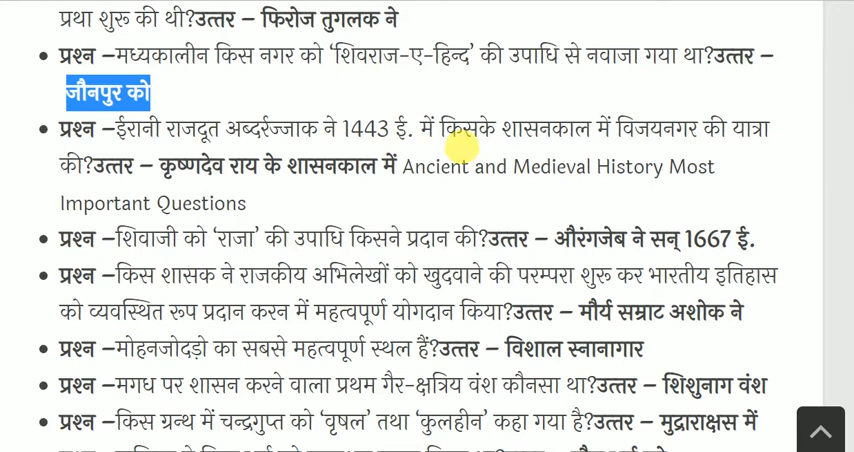 प्रथा शुरू की थी?उत्तर – फिरोज तुगलक ने
प्रश्न –मध्यकालीन किस नगर को ‘शिवराज-ए-हिन्द’ की उपाधि से नवाजा गया था?उत्तर –
जौनपुर को
प्रश्न –ईरानी राजदूत अब्दर्रज्जाक ने 1443 ई. में किसके शासनकाल में विजयनगर की यात्रा
की?उत्तर – कृष्णदेव राय के शासनकाल में Ancient and Medieval History Most
Important Questions
प्रश्न –शिवाजी को ‘राजा’ की उपाधि किसने प्रदान की?उत्तर – औरंगजेब ने सन् 1667 ई.
प्रश्न –किस शासक ने राजकीय अभिलेखों को खुदवाने की परम्परा शुरू कर भारतीय इतिहास
को व्यवस्थित रूप प्रदान करन में महत्वपूर्ण योगदान किया?उत्तर – मौर्य सम्राट अशोक ने
प्रश्न –मोहनजोदड़ो का सबसे महत्वपूर्ण स्थल हैं?उत्तर – विशाल स्नानागार
प्रश्न –मगध पर शासन करने वाला प्रथम गैर-क्षत्रिय वंश कौनसा था?उत्तर – शिशुनाग वंश
प्रश्न –किस ग्रन्थ में चन्द्रगुप्त को ‘वृषल’ तथा ‘कुलहीन’ कहा गया है?उत्तर – मुद्राराक्षस में